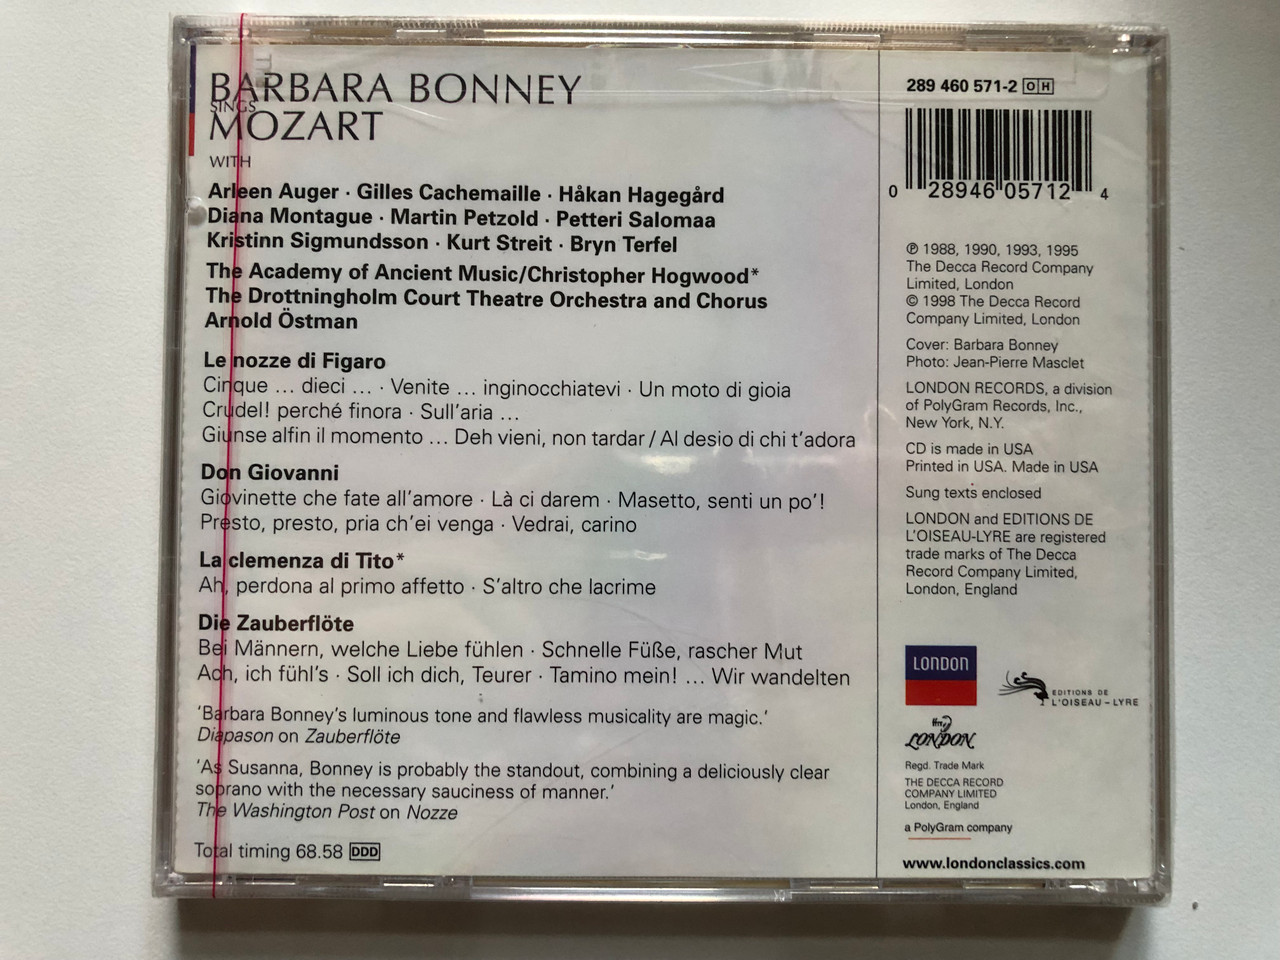 BARBARA BONNEY
SINGS
MOZART
WITH
Arleen Auger · Gilles Cachemaille · Håkan Hagegård
Diana Montague · Martin Petzold · Petteri Salomaa
Kristinn Sigmundsson · Kurt Streit · Bryn Terfel
The Academy of Ancient Music/Christopher Hogwood*
The Drottningholm Court Theatre Orchestra and Chorus
Arnold Östman
Le nozze di Figaro
Cinque ... dieci ... · Venite ... inginocchiatevi · Un moto di gioia
Crudel! perché finora · Sull'aria ...
Giunse alfin il momento ... Deh vieni, non tardar / Al desio di chi t'adora
Don Giovanni
Giovinette che fate all'amore · Là ci darem · Masetto, senti un po'!
Presto, presto, pria ch'ei venga · Vedrai, carino
La clemenza di Tito*
Ah, perdona al primo affetto · S'altro che lacrime
Die Zauberflöte
Bei Männern, welche Liebe fühlen · Schnelle Füße, rascher Mut
Ach, ich fühl's · Soll ich dich, Teurer · Tamino mein! ... Wir wandelten
'Barbara Bonney's luminous tone and flawless musicality are magic.'
Diapason on Zauberflöte
'As Susanna, Bonney is probably the standout, combining a deliciously clear
soprano with the necessary sauciness of manner.'
The Washington Post on Nozze
Total timing 68.58 DDD
289 460 571-2 OH
0 28946 05712 4
℗ 1988, 1990, 1993, 1995
The Decca Record Company
Limited, London
© 1998 The Decca Record
Company Limited, London
Cover: Barbara Bonney
Photo: Jean-Pierre Masclet
LONDON RECORDS, a division
of PolyGram Records, Inc.,
New York, N.Y.
CD is made in USA
Printed in USA. Made in USA
Sung texts enclosed
LONDON and EDITIONS DE
L'OISEAU-LYRE are registered
trade marks of The Decca
Record Company Limited,
London, England
LONDON
EDITIONS DE
L'OISEAU-LYRE
ffrr
LONDON
Regd. Trade Mark
THE DECCA RECORD
COMPANY LIMITED
London, England
a PolyGram company
www.londonclassics.com